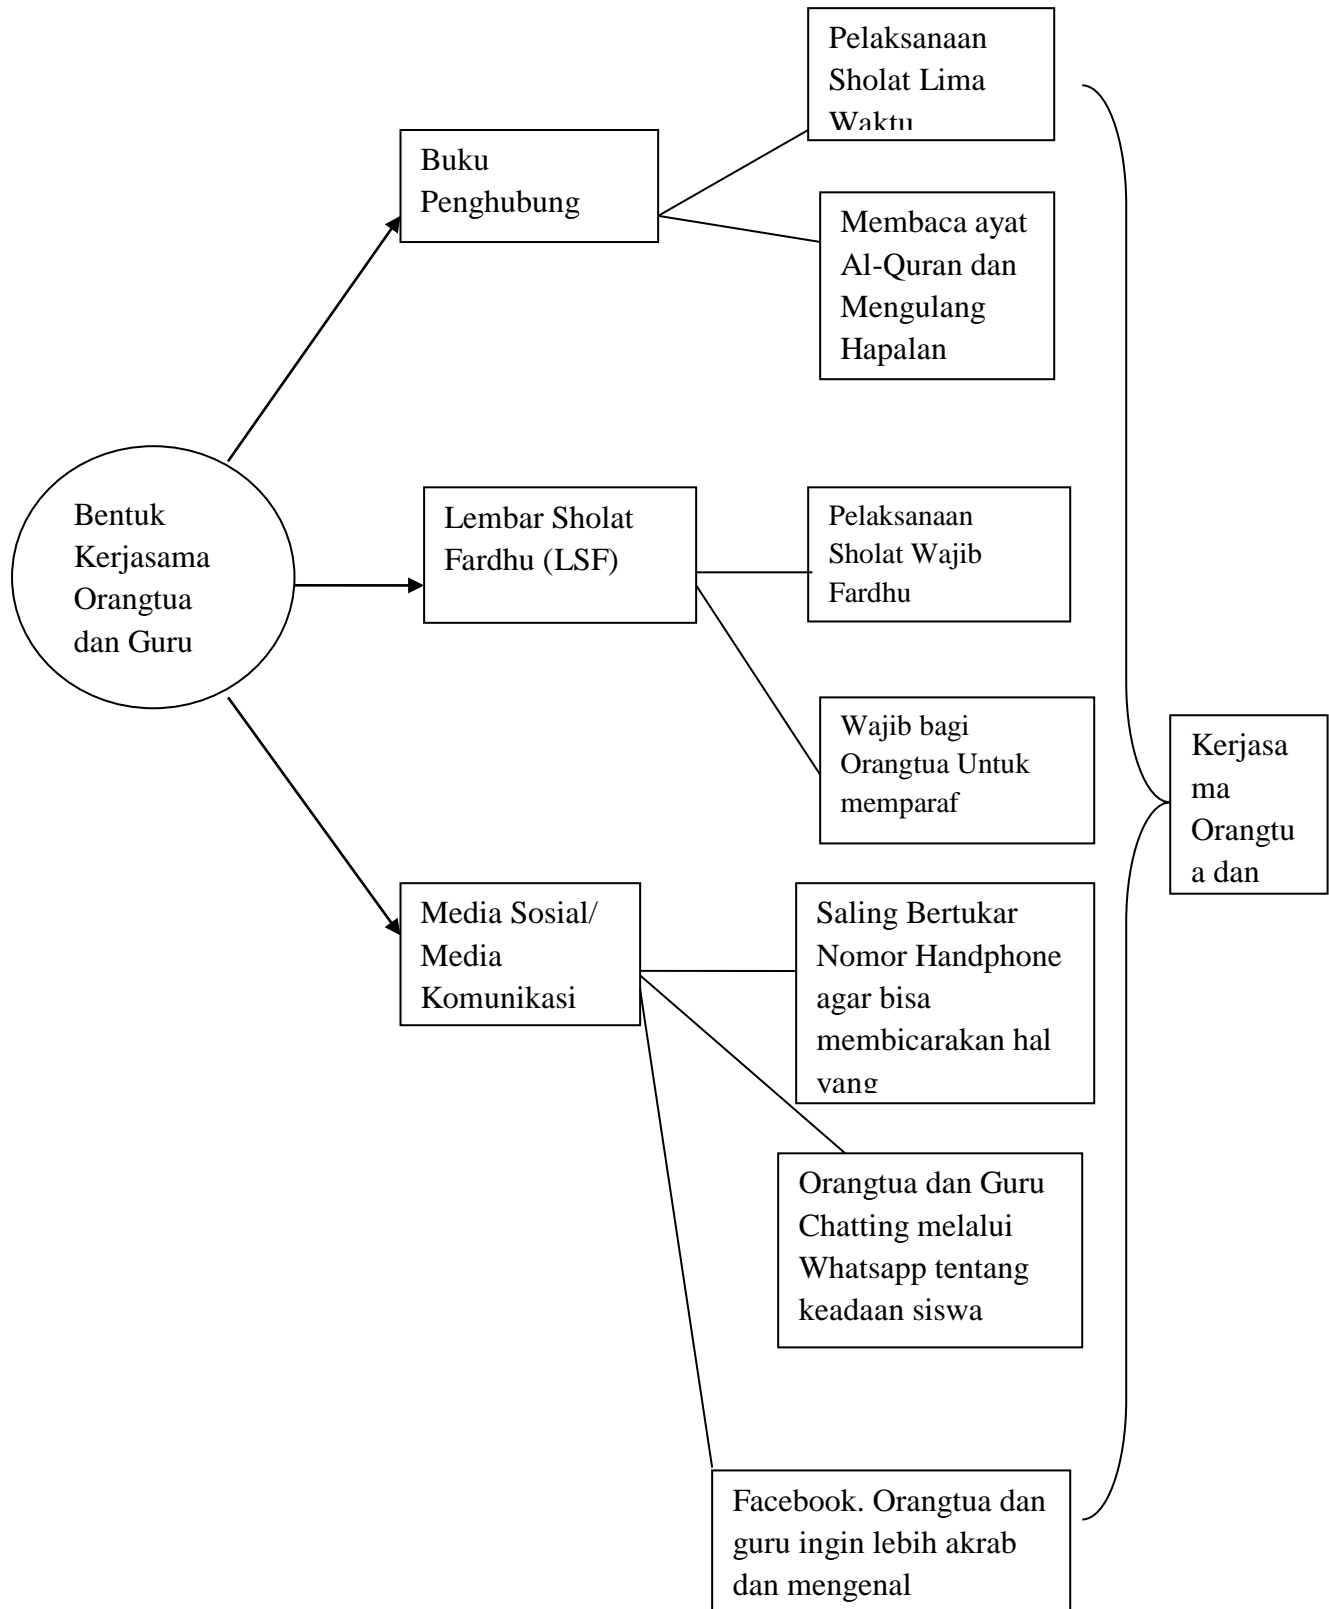 Pelaksanaan
Sholat Lima
Waktu
Buku
Penghubung
Membaca ayat
Al-Quran dan
Mengulang
Hapalan
Bentuk
Kerjasama
Orangtua
dan Guru
Lembar Sholat
Fardhu (LSF)
Pelaksanaan
Sholat Wajib
Fardhu
Wajib bagi
Orangtua Untuk
memparaf
Kerjasa
ma
Orangtu
a dan
Media Sosial/
Media
Komunikasi
Saling Bertukar
Nomor Handphone
agar bisa
membicarakan hal
yang
Orangtua dan Guru
Chatting melalui
Whatsapp tentang
keadaan siswa
Facebook. Orangtua dan
guru ingin lebih akrab
dan mengenal